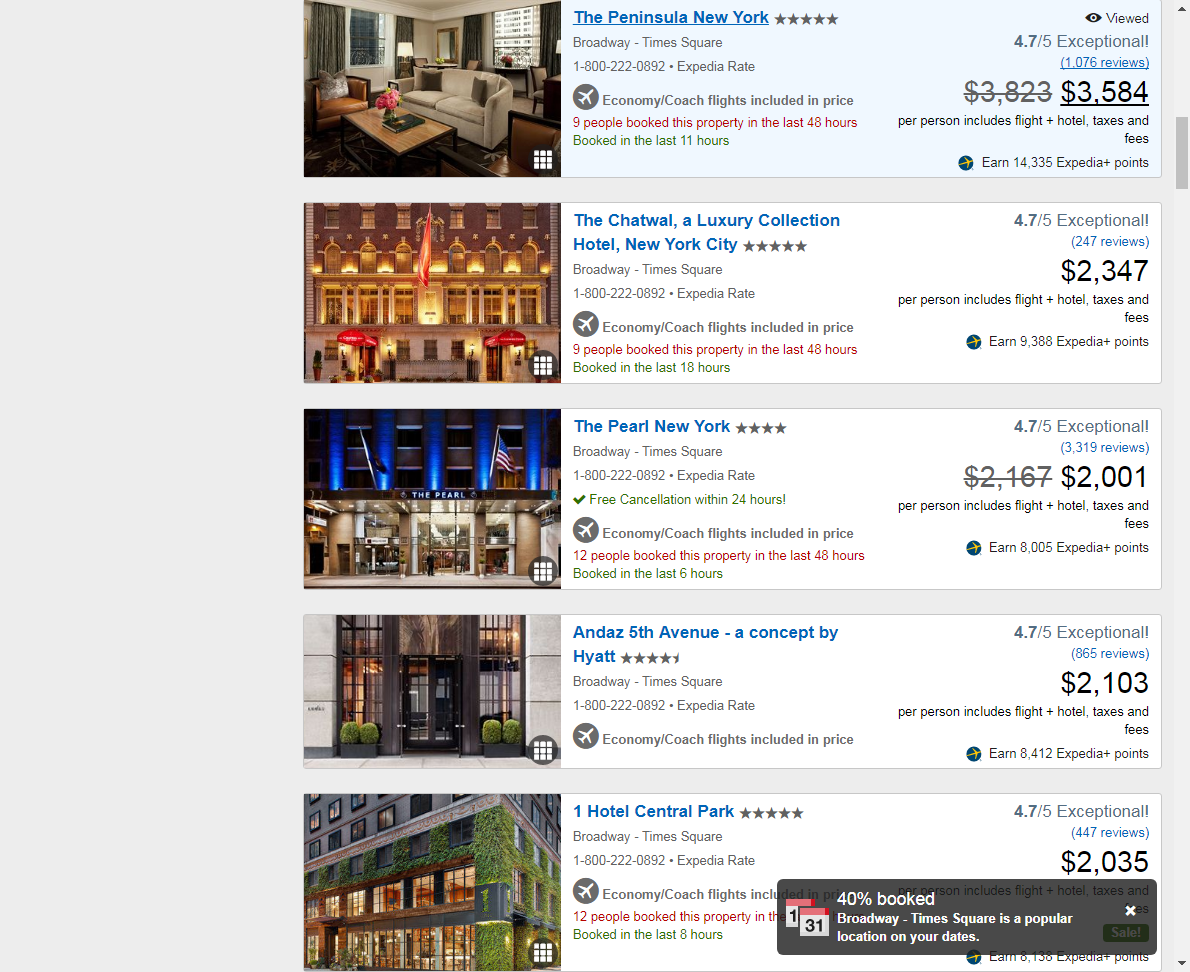 The Peninsula New York
Viewed
Broadway - Times Square
4.7/5 Exceptional!
1-800-222-0892 • Expedia Rate
(1,076 reviews)
$3,823 $3,584
Economy/Coach flights included in price
per person includes flight + hotel, taxes and
fees
9 people booked this property in the last 48 hours
Booked in the last 11 hours
Earn 14,335 Expedia+ points
The Chatwal, a Luxury Collection
Hotel, New York City
4.7/5 Exceptional!
(247 reviews)
Broadway - Times Square
$2,347
1-800-222-0892 • Expedia Rate
per person includes flight + hotel, taxes and
fees
Economy/Coach flights included in price
9 people booked this property in the last 48 hours
Earn 9,388 Expedia+ points
Booked in the last 18 hours
THE PEARL
The Pearl New York
4.7/5 Exceptional!
Broadway - Times Square
(3,319 reviews)
1-800-222-0892 • Expedia Rate
$2,167 $2,001
Free Cancellation within 24 hours!
per person includes flight + hotel, taxes and
fees
Economy/Coach flights included in price
12 people booked this property in the last 48 hours
Earn 8,005 Expedia+ points
Booked in the last 6 hours
Andaz 5th Avenue - a concept by
Hyatt
4.7/5 Exceptional!
(865 reviews)
Broadway - Times Square
$2,103
1-800-222-0892 • Expedia Rate
per person includes flight + hotel, taxes and
fees
Economy/Coach flights included in price
Earn 8,412 Expedia+ points
1 Hotel Central Park
4.7/5 Exceptional!
Broadway - Times Square
(447 reviews)
1-800-222-0892 • Expedia Rate
$2,035
Economy/Coach flights included in price
per person includes flight + hotel, taxes and
fees
12 people booked this property in the
Booked in the last 8 hours
Sale!
Earn 8,138 Expedia+ points
1
31
40% booked
Broadway - Times Square is a popular
location on your dates.